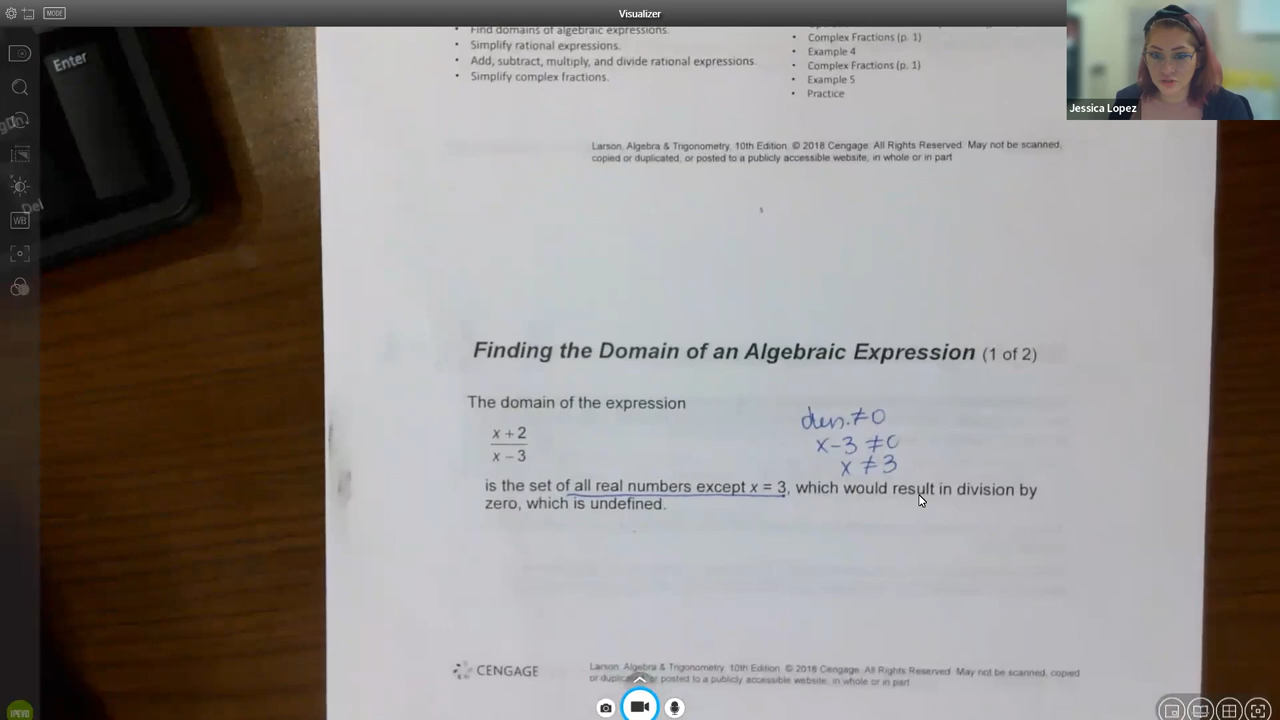 MODE
Visualizer
Enter
Del
WB
Find domains of algebraic expressions.
• Simplify rational expressions.
• Add, subtract, multiply, and divide rational expressions.
• Simplify complex fractions.
• Complex Fractions (p. 1)
• Example 4
• Complex Fractions (p. 1)
• Example 5
• Practice
Jessica Lopez
Larson, Algebra & Trigonometry, 10th Edition. © 2018 Cengage. All Rights Reserved. May not be scanned,
copied or duplicated, or posted to a publicly accessible website, in whole or in part
Finding the Domain of an Algebraic Expression (1 of 2)
The domain of the expression
x + 2
x − 3
den. ≠ 0
x − 3 ≠ 0
x ≠ 3
is the set of all real numbers except x = 3, which would result in division by
zero, which is undefined.
CENGAGE
Larson, Algebra & Trigonometry, 10th Edition. © 2018 Cengage. All Rights Reserved. May not be scanned, copied
or posted to a publicly accessible website, in whole or in part
IPEVO